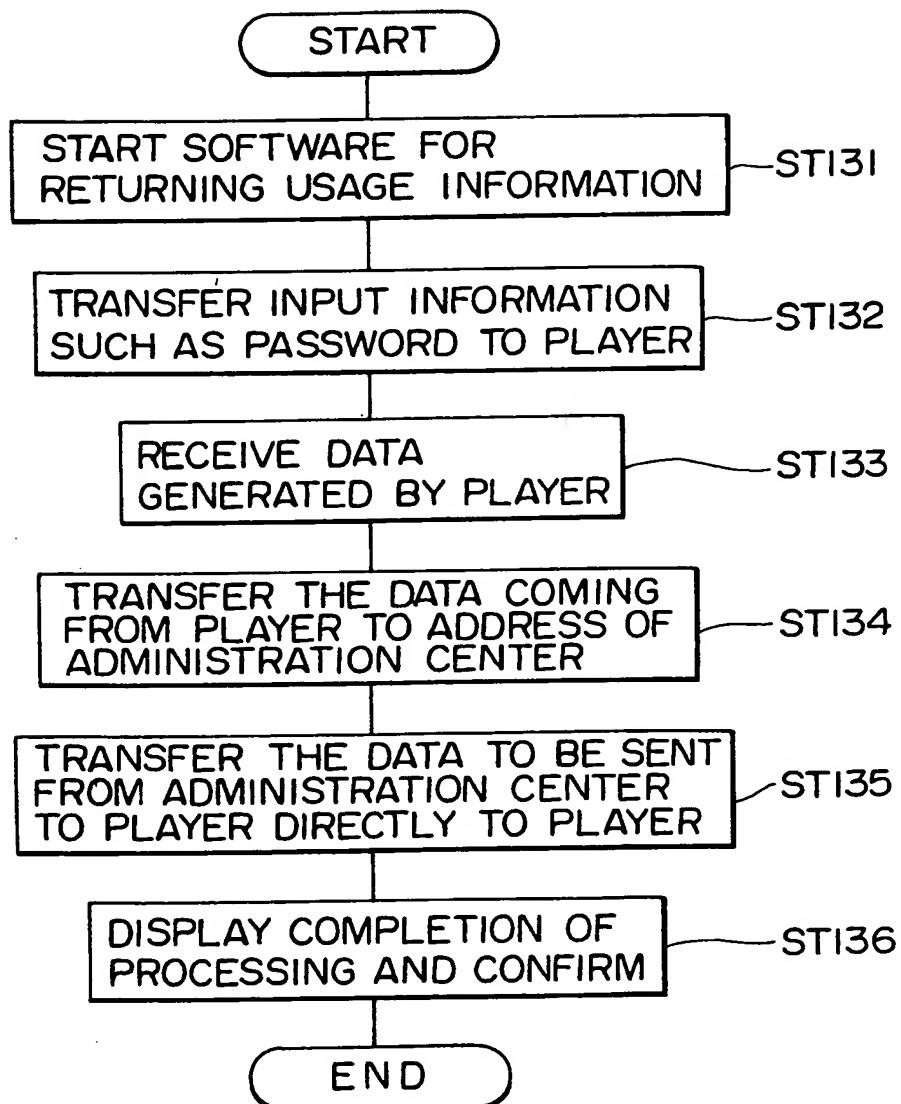 START
START SOFTWARE FOR
RETURNING USAGE INFORMATION
ST131
TRANSFER INPUT INFORMATION
SUCH AS PASSWORD TO PLAYER
ST132
RECEIVE DATA
GENERATED BY PLAYER
ST133
TRANSFER THE DATA COMING
FROM PLAYER TO ADDRESS OF
ADMINISTRATION CENTER
ST134
TRANSFER THE DATA TO BE SENT
FROM ADMINISTRATION CENTER
TO PLAYER DIRECTLY TO PLAYER
ST135
DISPLAY COMPLETION OF
PROCESSING AND CONFIRM
ST136
END